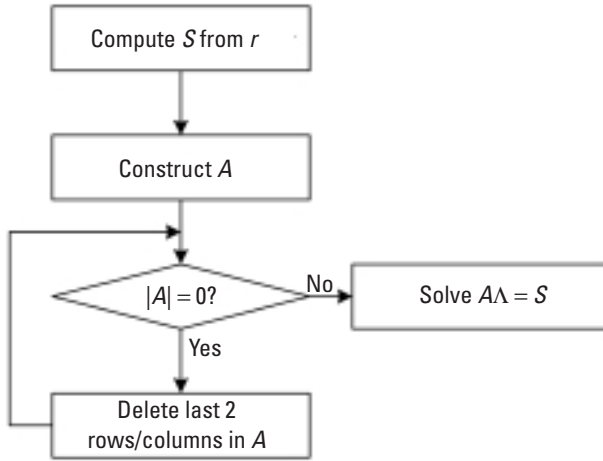 Compute S from r
Construct A
|A| = 0?
No
Solve AΛ = S
Yes
Delete last 2
rows/columns in A